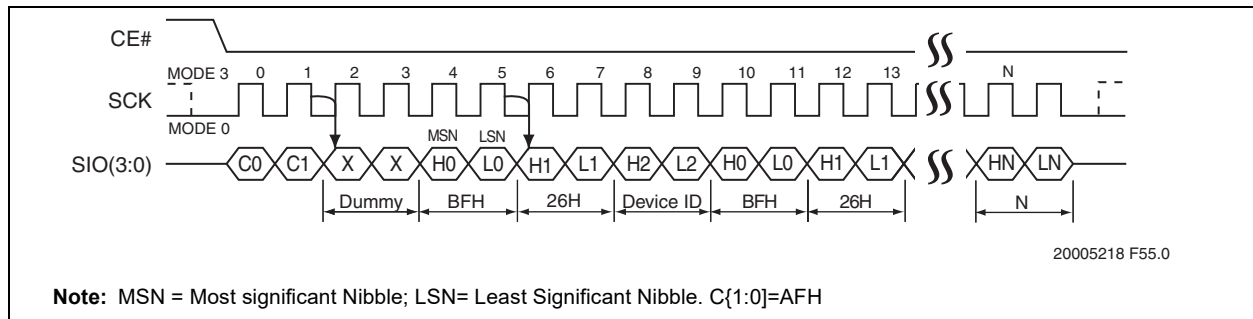 CE#
MODE 3 0 1 2 3 4 5 6 7 8 9 10 11 12 13 N
SCK
MODE 0
MSN LSN
SIO(3:0) C0 C1 X X H0 L0 H1 L1 H2 L2 H0 L0 H1 L1 HN LN
Dummy BFH 26H Device ID BFH 26H N
20005218 F55.0
Note: MSN = Most significant Nibble; LSN= Least Significant Nibble. C{1:0]=AFH